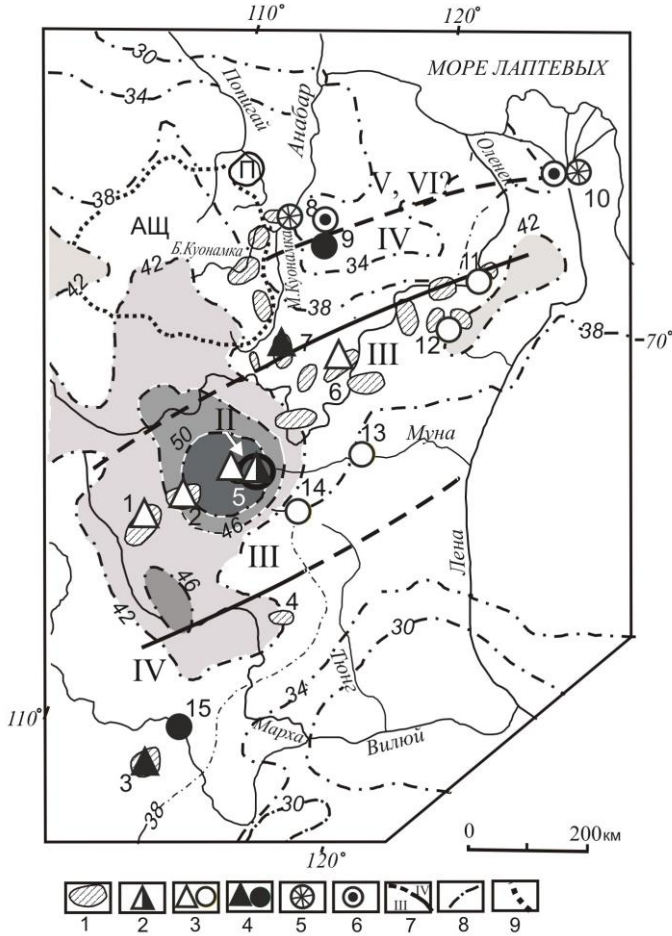 110° 120°
30
МОРЕ ЛАПТЕВЫХ
34
Попигай
Анабар
Оленек
П
38
V, VI?
8
10
АЩ
IV
9
42
Б.Куонамка
М.Куонамка
34
42
11
42
38
38
70°
7
III
12
6
II
50
Муна
13
1
2
5
14
46
III
Лена
46
4
42
30
IV
Тюнг
34
110°
15
Марха
Вилюй
3
38
30
0 200км
120°
III IV
1 2 3 4 5 6 7 8 9